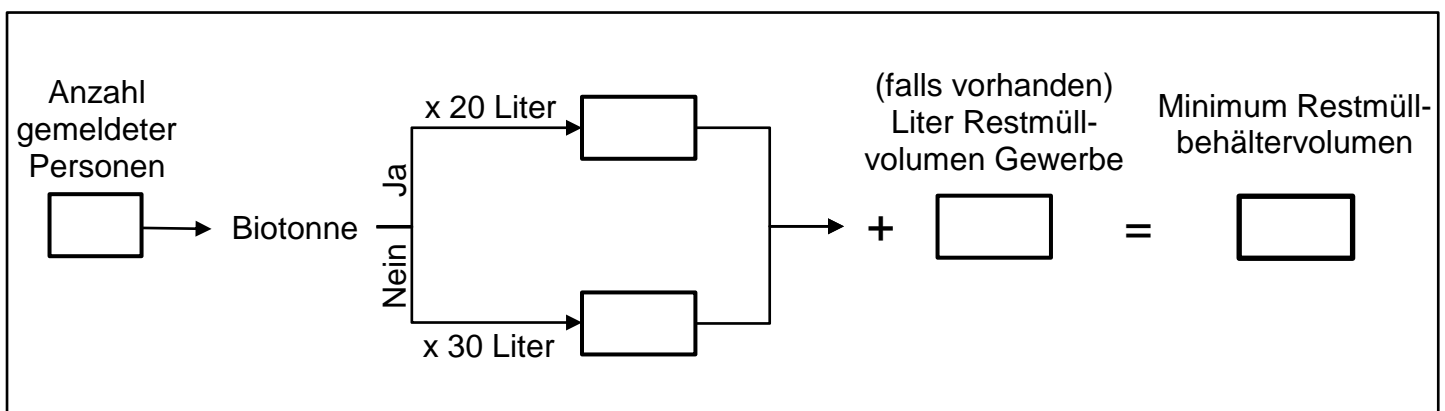 Anzahl
gemeldeter
Personen
Biotonne
Ja
Nein
x 20 Liter
x 30 Liter
(falls vorhanden)
Liter Restmüll-
volumen Gewerbe
+
=
Minimum Restmüll-
behältervolumen